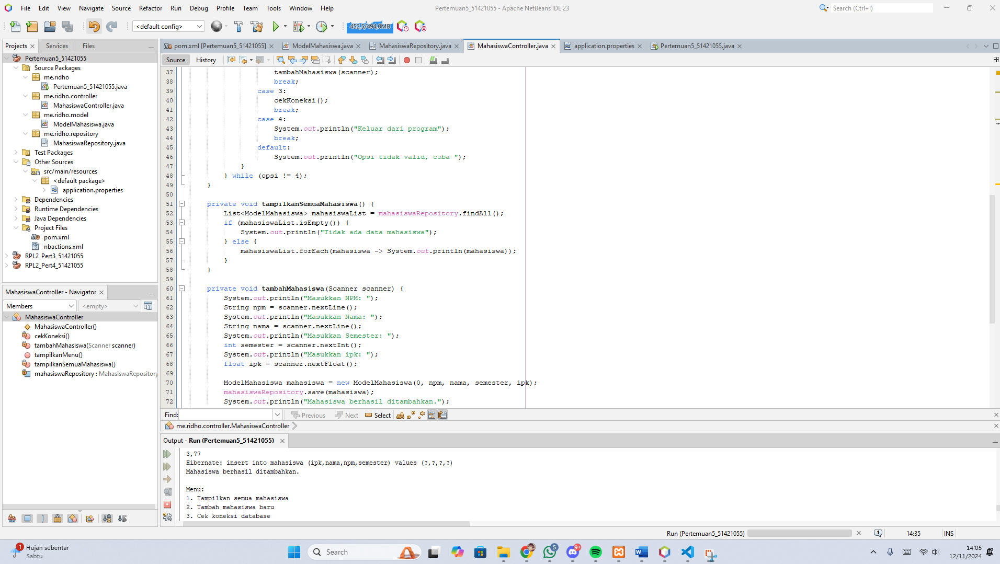 File Edit View Navigate Source Refactor Run Debug Profile Team Tools Window Help
Pertemuan5_51421055 - Apache NetBeans IDE 23
Search (Ctrl+I)
<default config>
452,5/494,0MB
Projects Services Files
pom.xml [Pertemuan5_51421055] ModelMahasiswa.java MahasiswaRepository.java MahasiswaController.java application.properties Pertemuan5_51421055.java
Source History
Pertemuan5_51421055
Source Packages
me.ridho
Pertemuan5_51421055.java
me.ridho.controller
MahasiswaController.java
me.ridho.model
ModelMahasiswa.java
me.ridho.repository
MahasiswaRepository.java
Test Packages
Other Sources
src/main/resources
<default package>
application.properties
Dependencies
Runtime Dependencies
Java Dependencies
Project Files
pom.xml
nbactions.xml
RPL2_Pert3_51421055
RPL2_Pert4_51421055
MahasiswaController - Navigator
Members <empty>
MahasiswaController
MahasiswaController()
cekKoneksi()
tambahMahasiswa(Scanner scanner)
tampilkanMenu()
tampilkanSemuaMahasiswa()
mahasiswaRepository : MahasiswaRepository
37 tambahMahasiswa(scanner);
38 break;
39 case 3:
40 cekKoneksi();
41 break;
42 case 4:
43 System.out.println("Keluar dari program");
44 break;
45 default:
46 System.out.println("Opsi tidak valid, coba ");
47 }
48 } while (opsi != 4);
49 }
50
51 private void tampilkanSemuaMahasiswa() {
52 List<ModelMahasiswa> mahasiswaList = mahasiswaRepository.findAll();
53 if (mahasiswaList.isEmpty()) {
54 System.out.println("Tidak ada data mahasiswa");
55 } else {
56 mahasiswaList.forEach(mahasiswa -> System.out.println(mahasiswa));
57 }
58 }
59
60 private void tambahMahasiswa(Scanner scanner) {
61 System.out.println("Masukkan NPM: ");
62 String npm = scanner.nextLine();
63 System.out.println("Masukkan Nama: ");
64 String nama = scanner.nextLine();
65 System.out.println("Masukkan Semester: ");
66 int semester = scanner.nextInt();
67 System.out.println("Masukkan ipk: ");
68 float ipk = scanner.nextFloat();
69
70 ModelMahasiswa mahasiswa = new ModelMahasiswa(0, npm, nama, semester, ipk);
71 mahasiswaRepository.save(mahasiswa);
72 System.out.println("Mahasiswa berhasil ditambahkan.");
Find: Previous Next Select
me.ridho.controller.MahasiswaController
Output - Run (Pertemuan5_51421055)
3,77
Hibernate: insert into mahasiswa (ipk,nama,npm,semester) values (?,?,?,?)
Mahasiswa berhasil ditambahkan.
Menu:
1. Tampilkan semua mahasiswa
2. Tambah mahasiswa baru
3. Cek koneksi database
Run (Pertemuan5_51421055) 1 14:35 INS
1 Hujan sebentar
Sabtu
Search
5
9+
14:05
12/11/2024